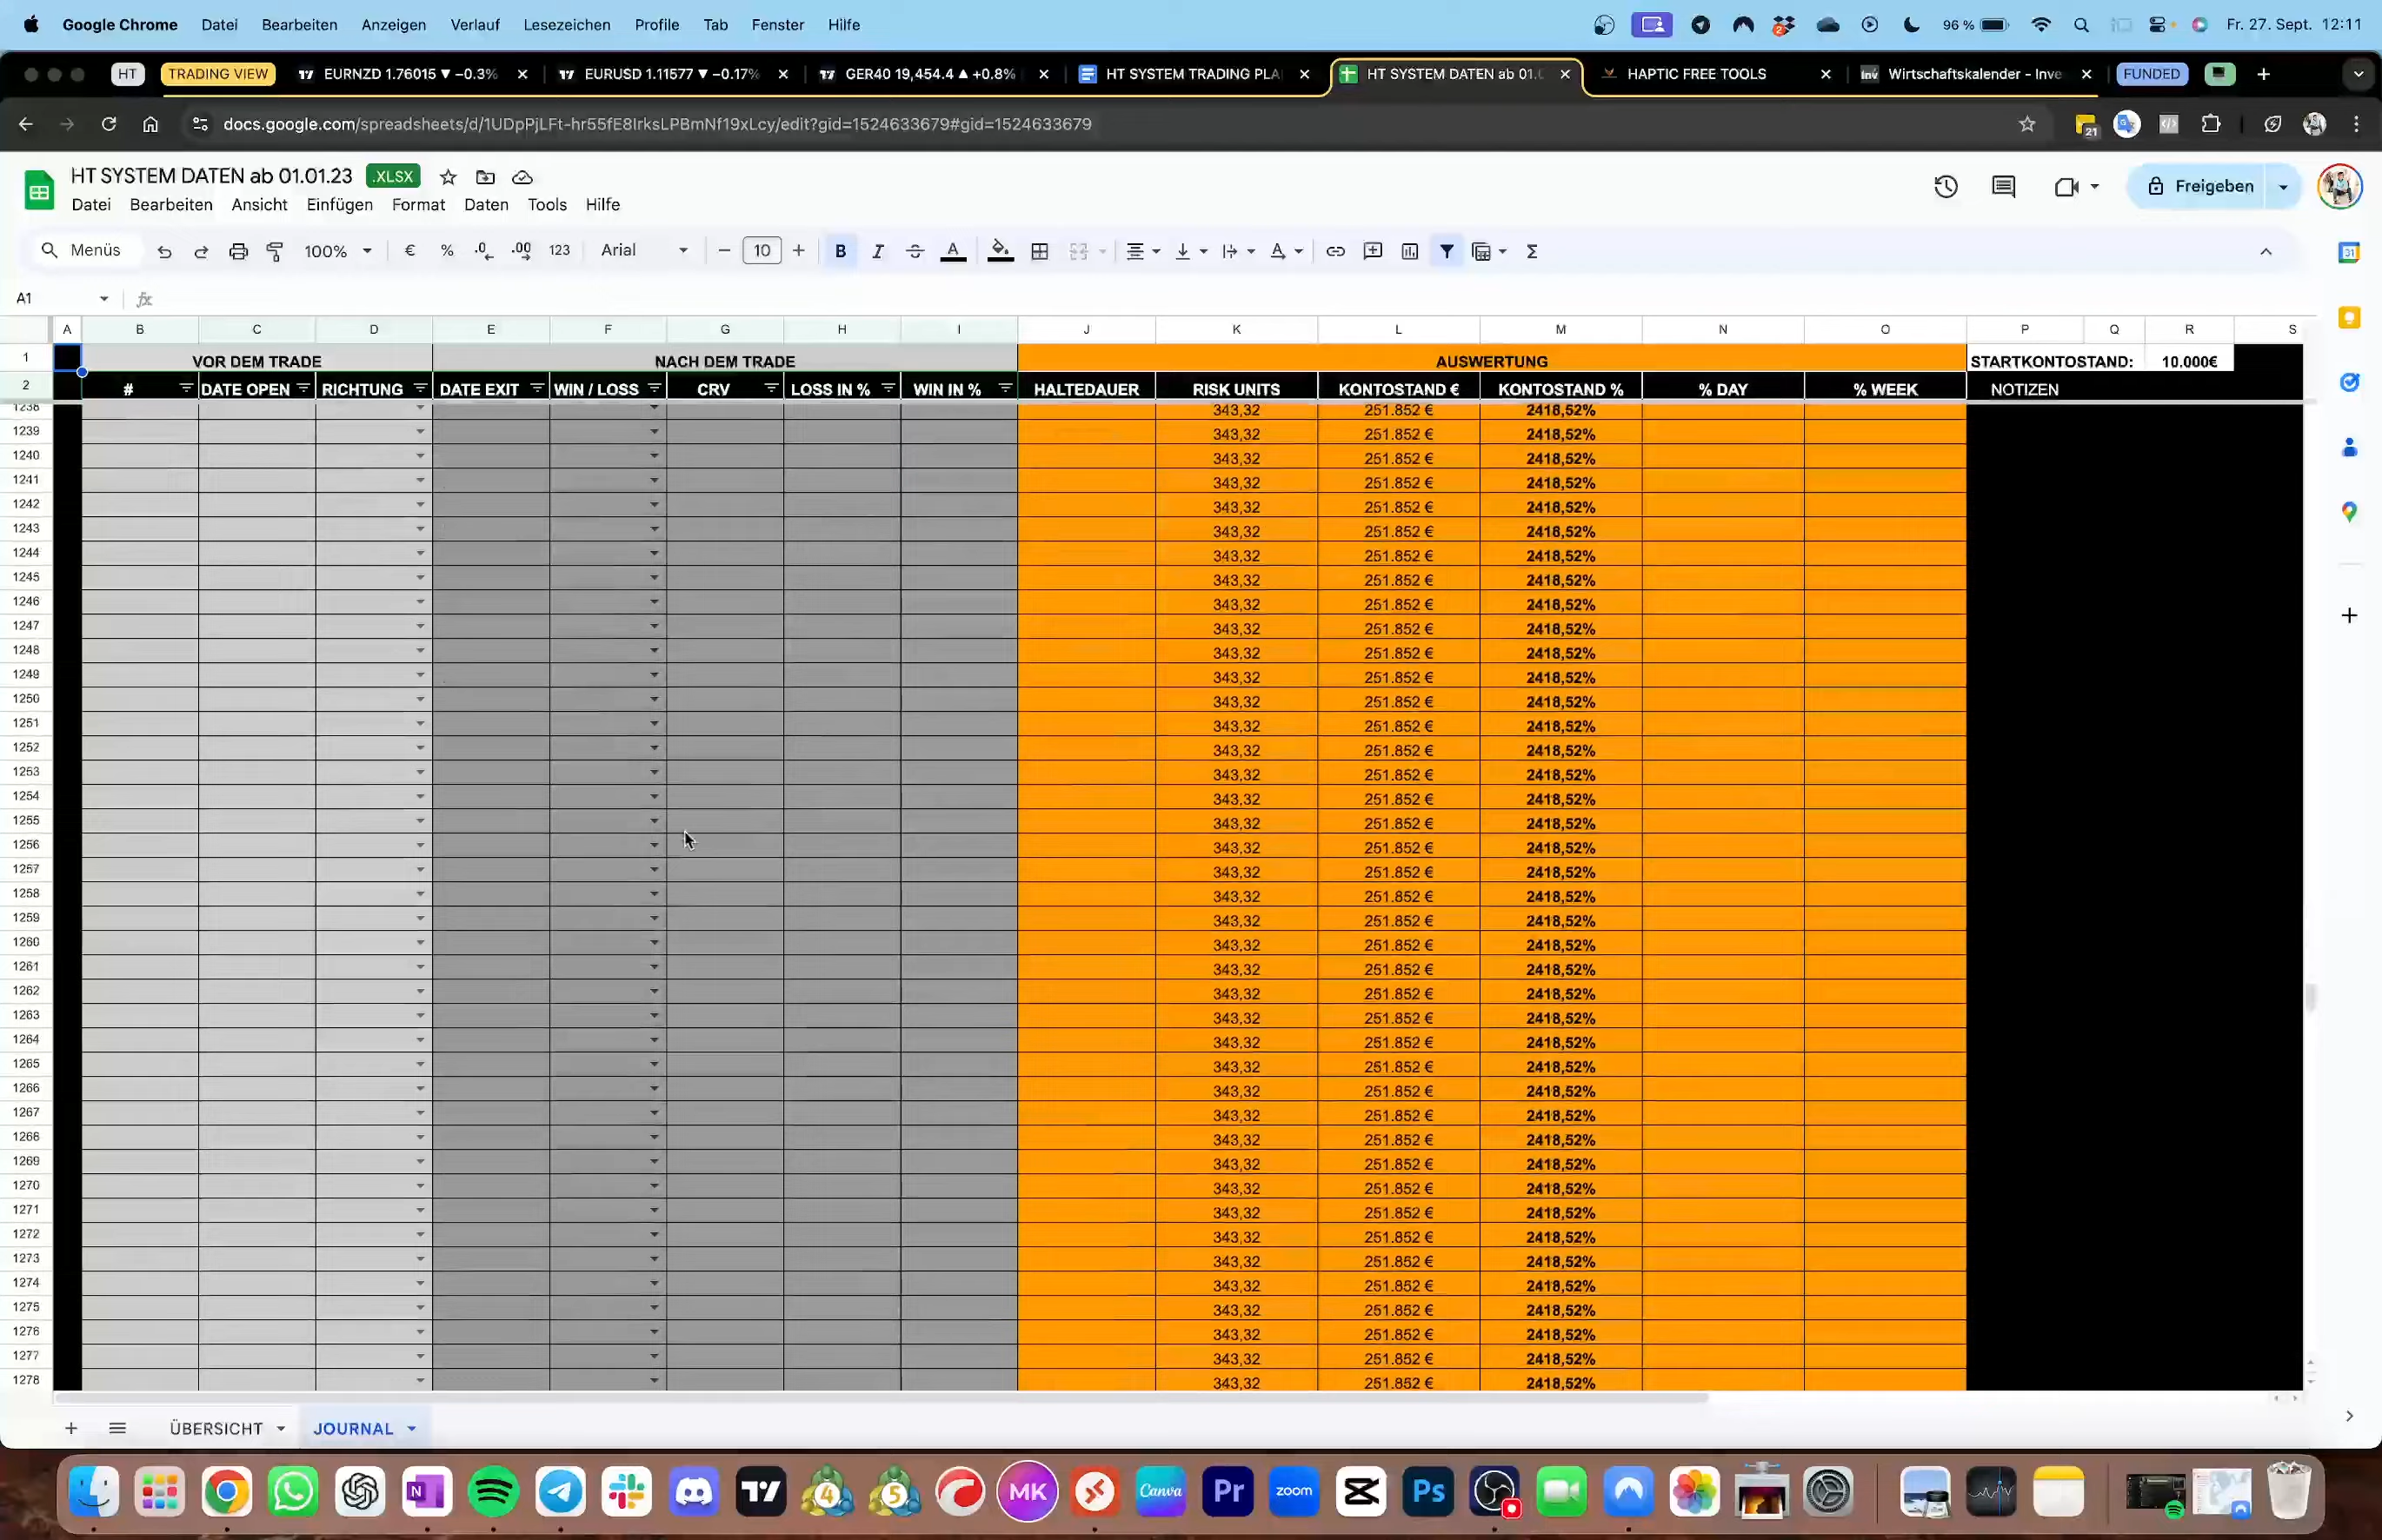 Google Chrome Datei Bearbeiten Anzeigen Verlauf Lesezeichen Profile Tab Fenster Hilfe 96 % Fr. 27. Sept. 12:11
HT TRADING VIEW EURNZD 1.76015 ▼ −0.3% EURUSD 1.11577 ▼ −0.17% GER40 19,454.4 ▲ +0.8% HT SYSTEM TRADING PLA HT SYSTEM DATEN ab 01.0 HAPTIC FREE TOOLS Inv Wirtschaftskalender - Inve FUNDED
docs.google.com/spreadsheets/d/1UDpPjLFt-hr55fE8IrksLPBmNf19xLcy/edit?gid=1524633679#gid=1524633679 21
HT SYSTEM DATEN ab 01.01.23 .XLSX
Datei Bearbeiten Ansicht Einfügen Format Daten Tools Hilfe
Freigeben
Menüs 100% € % .0 .00 123 Arial − 10 + B I S A Σ
31
A1 fx
A B C D E F G H I J K L M N O P Q R S
1 VOR DEM TRADE NACH DEM TRADE AUSWERTUNG STARTKONTOSTAND: 10.000€
2 # DATE OPEN RICHTUNG DATE EXIT WIN / LOSS CRV LOSS IN % WIN IN % HALTEDAUER RISK UNITS KONTOSTAND € KONTOSTAND % % DAY % WEEK NOTIZEN
1238 343,32 251.852 € 2418,52%
1239 343,32 251.852 € 2418,52%
1240 343,32 251.852 € 2418,52%
1241 343,32 251.852 € 2418,52%
1242 343,32 251.852 € 2418,52%
1243 343,32 251.852 € 2418,52%
1244 343,32 251.852 € 2418,52%
1245 343,32 251.852 € 2418,52%
1246 343,32 251.852 € 2418,52%
1247 343,32 251.852 € 2418,52%
1248 343,32 251.852 € 2418,52%
1249 343,32 251.852 € 2418,52%
1250 343,32 251.852 € 2418,52%
1251 343,32 251.852 € 2418,52%
1252 343,32 251.852 € 2418,52%
1253 343,32 251.852 € 2418,52%
1254 343,32 251.852 € 2418,52%
1255 343,32 251.852 € 2418,52%
1256 343,32 251.852 € 2418,52%
1257 343,32 251.852 € 2418,52%
1258 343,32 251.852 € 2418,52%
1259 343,32 251.852 € 2418,52%
1260 343,32 251.852 € 2418,52%
1261 343,32 251.852 € 2418,52%
1262 343,32 251.852 € 2418,52%
1263 343,32 251.852 € 2418,52%
1264 343,32 251.852 € 2418,52%
1265 343,32 251.852 € 2418,52%
1266 343,32 251.852 € 2418,52%
1267 343,32 251.852 € 2418,52%
1268 343,32 251.852 € 2418,52%
1269 343,32 251.852 € 2418,52%
1270 343,32 251.852 € 2418,52%
1271 343,32 251.852 € 2418,52%
1272 343,32 251.852 € 2418,52%
1273 343,32 251.852 € 2418,52%
1274 343,32 251.852 € 2418,52%
1275 343,32 251.852 € 2418,52%
1276 343,32 251.852 € 2418,52%
1277 343,32 251.852 € 2418,52%
1278 343,32 251.852 € 2418,52%
ÜBERSICHT JOURNAL
N 4 5 MK Canva Pr zoom Ps